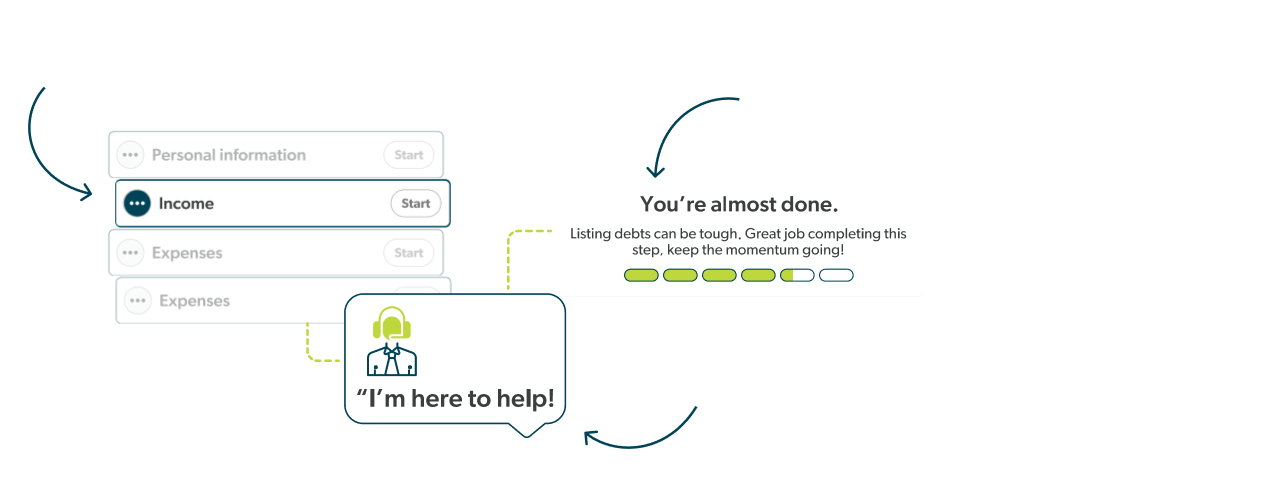 Personal information
Start
Income
Start
Expenses
Start
Expenses
You're almost done.
Listing debts can be tough. Great job completing this
step, keep the momentum going!
“I'm here to help!